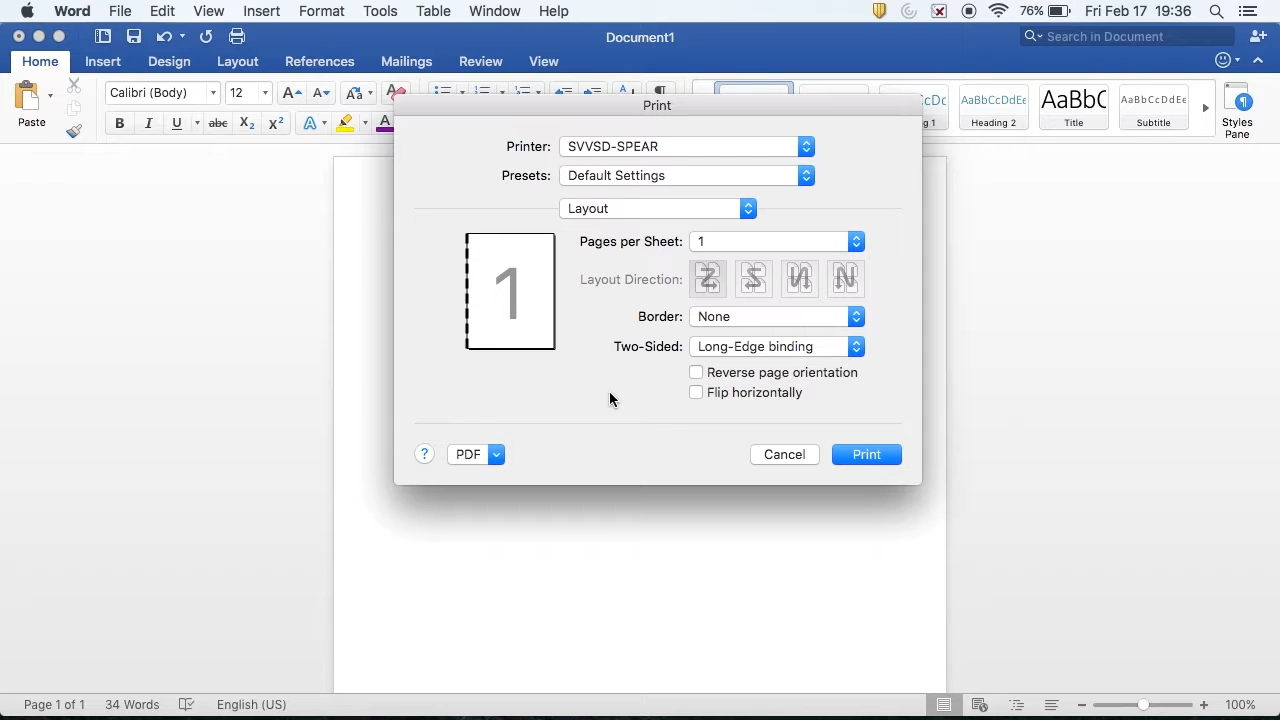 Word File Edit View Insert Format Tools Table Window Help 76% Fri Feb 17 19:36
Document1
Search in Document
Home Insert Design Layout References Mailings Review View
Paste
Calibri (Body) 12
B I U abc X2 X2 A A
AaBbCcDdEe Heading 2
AaBbC Title
AaBbCcDdEe Subtitle
Styles Pane
Print
Printer: SVVSD-SPEAR
Presets: Default Settings
Layout
Pages per Sheet: 1
Layout Direction:
1
Border: None
Two-Sided: Long-Edge binding
Reverse page orientation
Flip horizontally
? PDF Cancel Print
Page 1 of 1 34 Words English (US) 100%